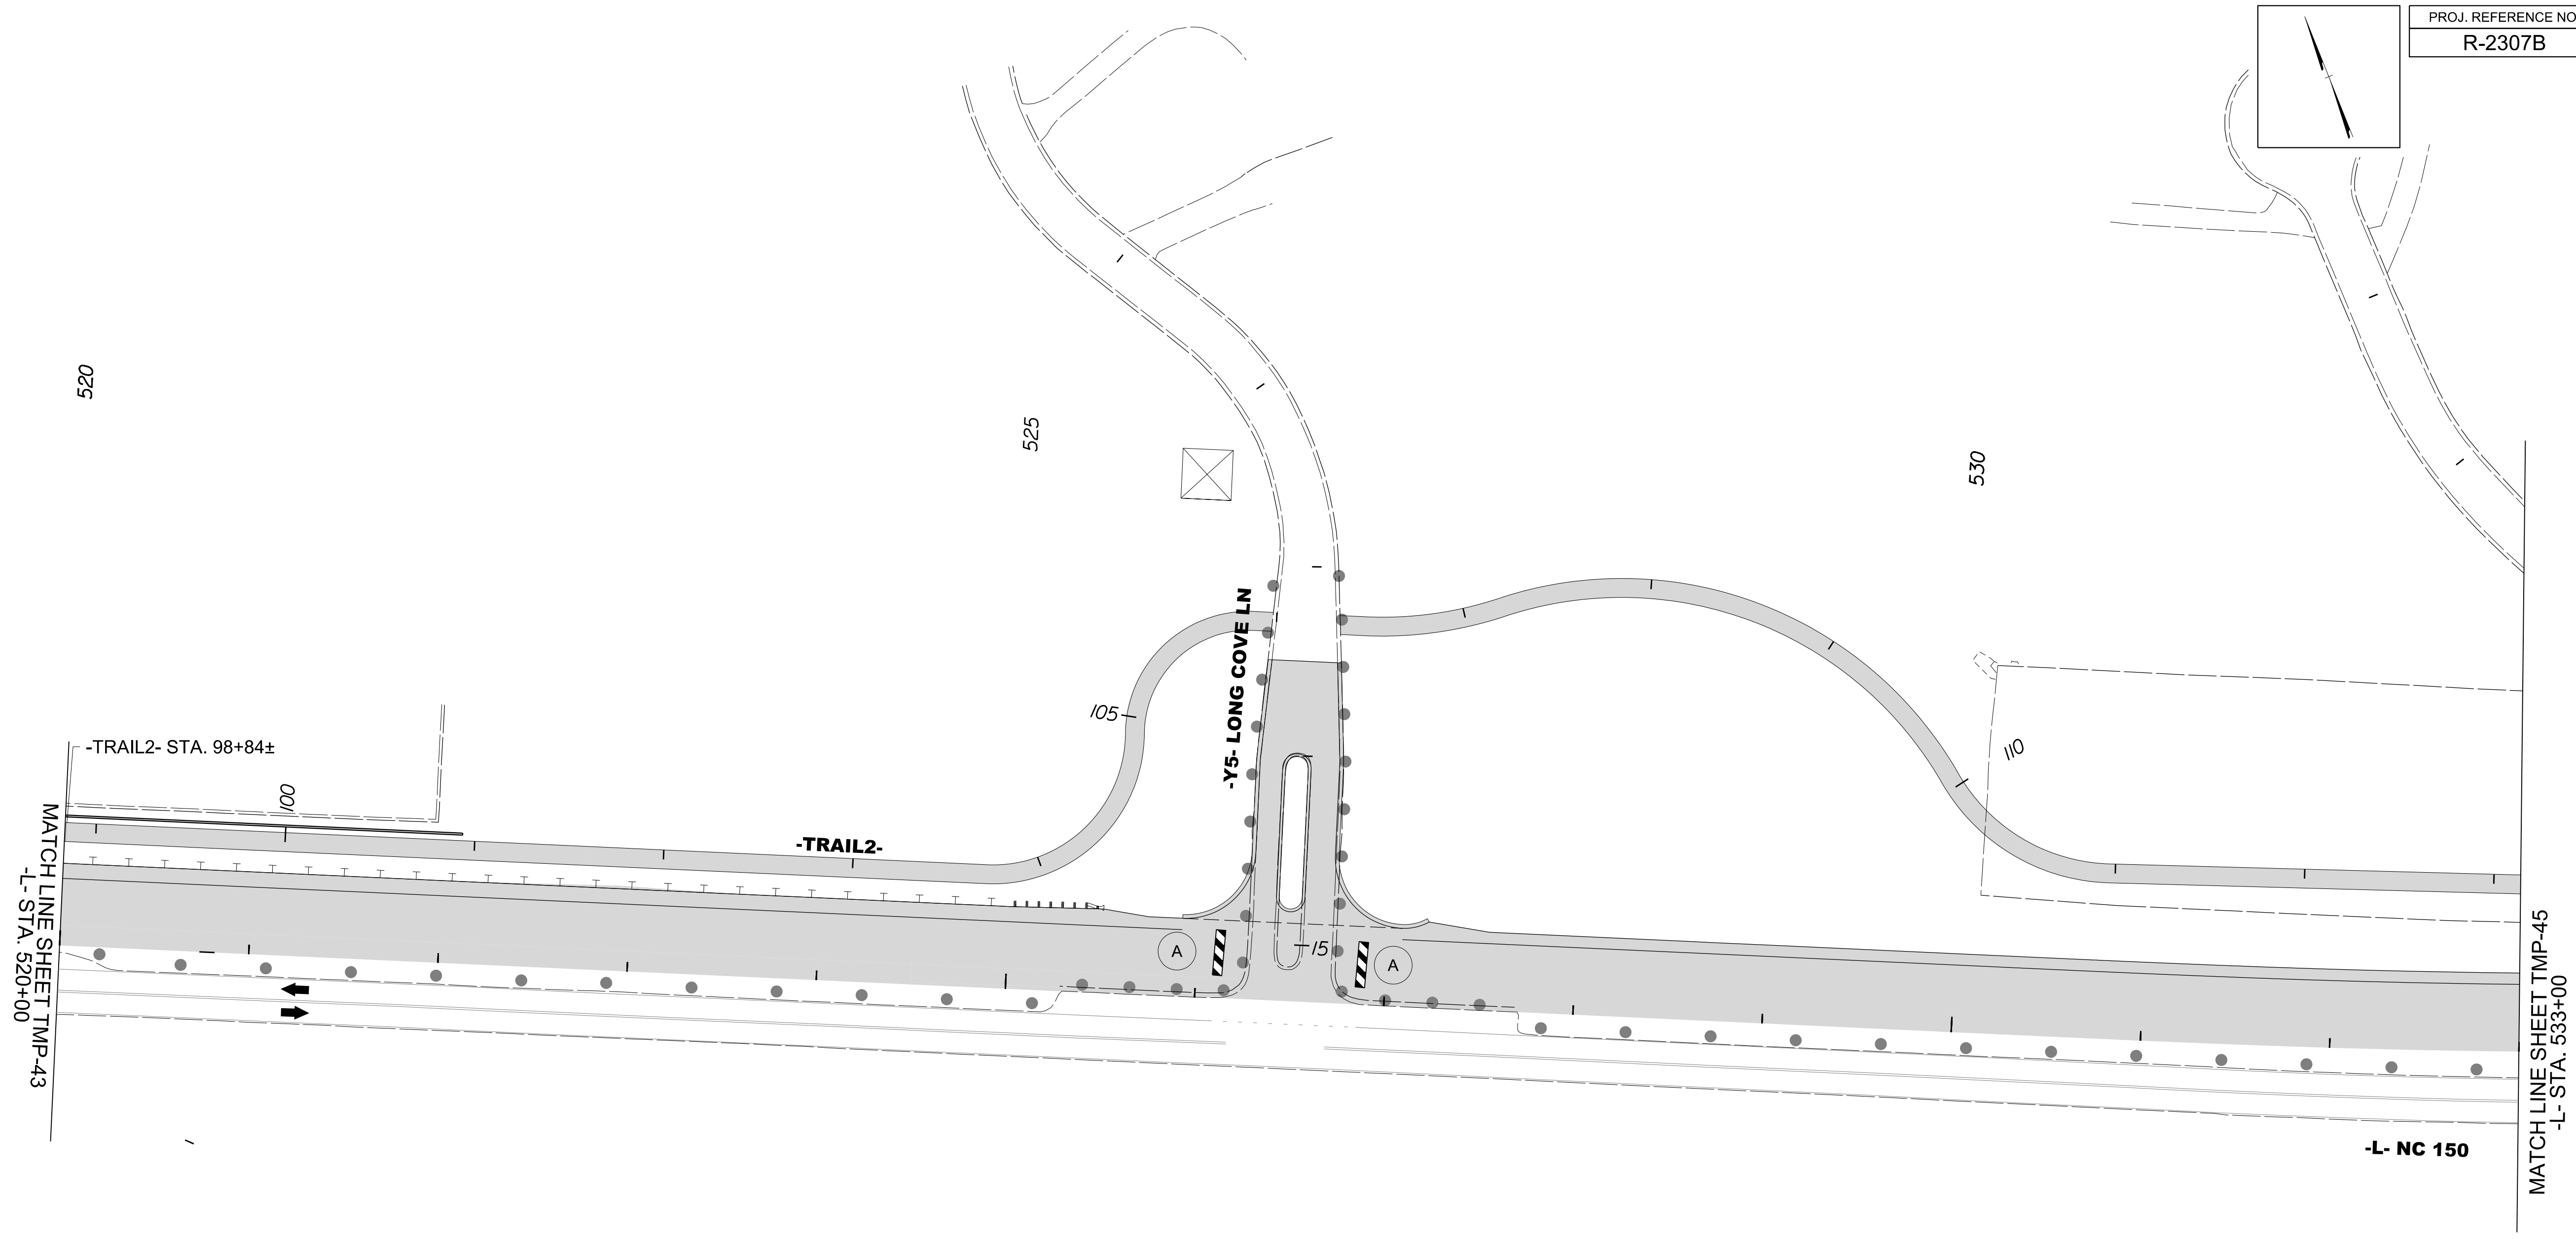 PROJ. REFERENCE NO
R-2307B
520
525
530
-Y5- LONG COVE LN
105
110
-TRAIL2- STA. 98+84±
100
-TRAIL2-
MATCH LINE SHEET TMP-43
-L- STA. 520+00
A
15
A
MATCH LINE SHEET TMP-45
-L- STA. 533+00
-L- NC 150